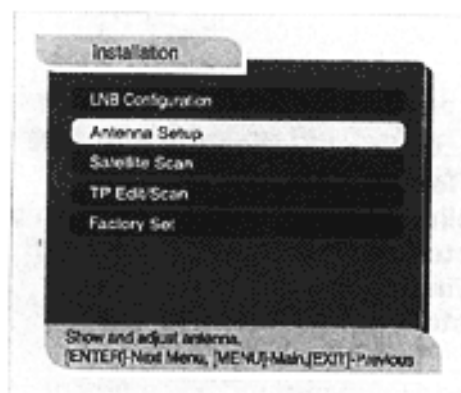 Installation
LNB Configuration
Antenna Setup
Satellite Scan
TP Edit/Scan
Factory Set
Show and adjust antenna.
[ENTER]-Next Menu, [MENU]-Main,[EXIT]-Previous